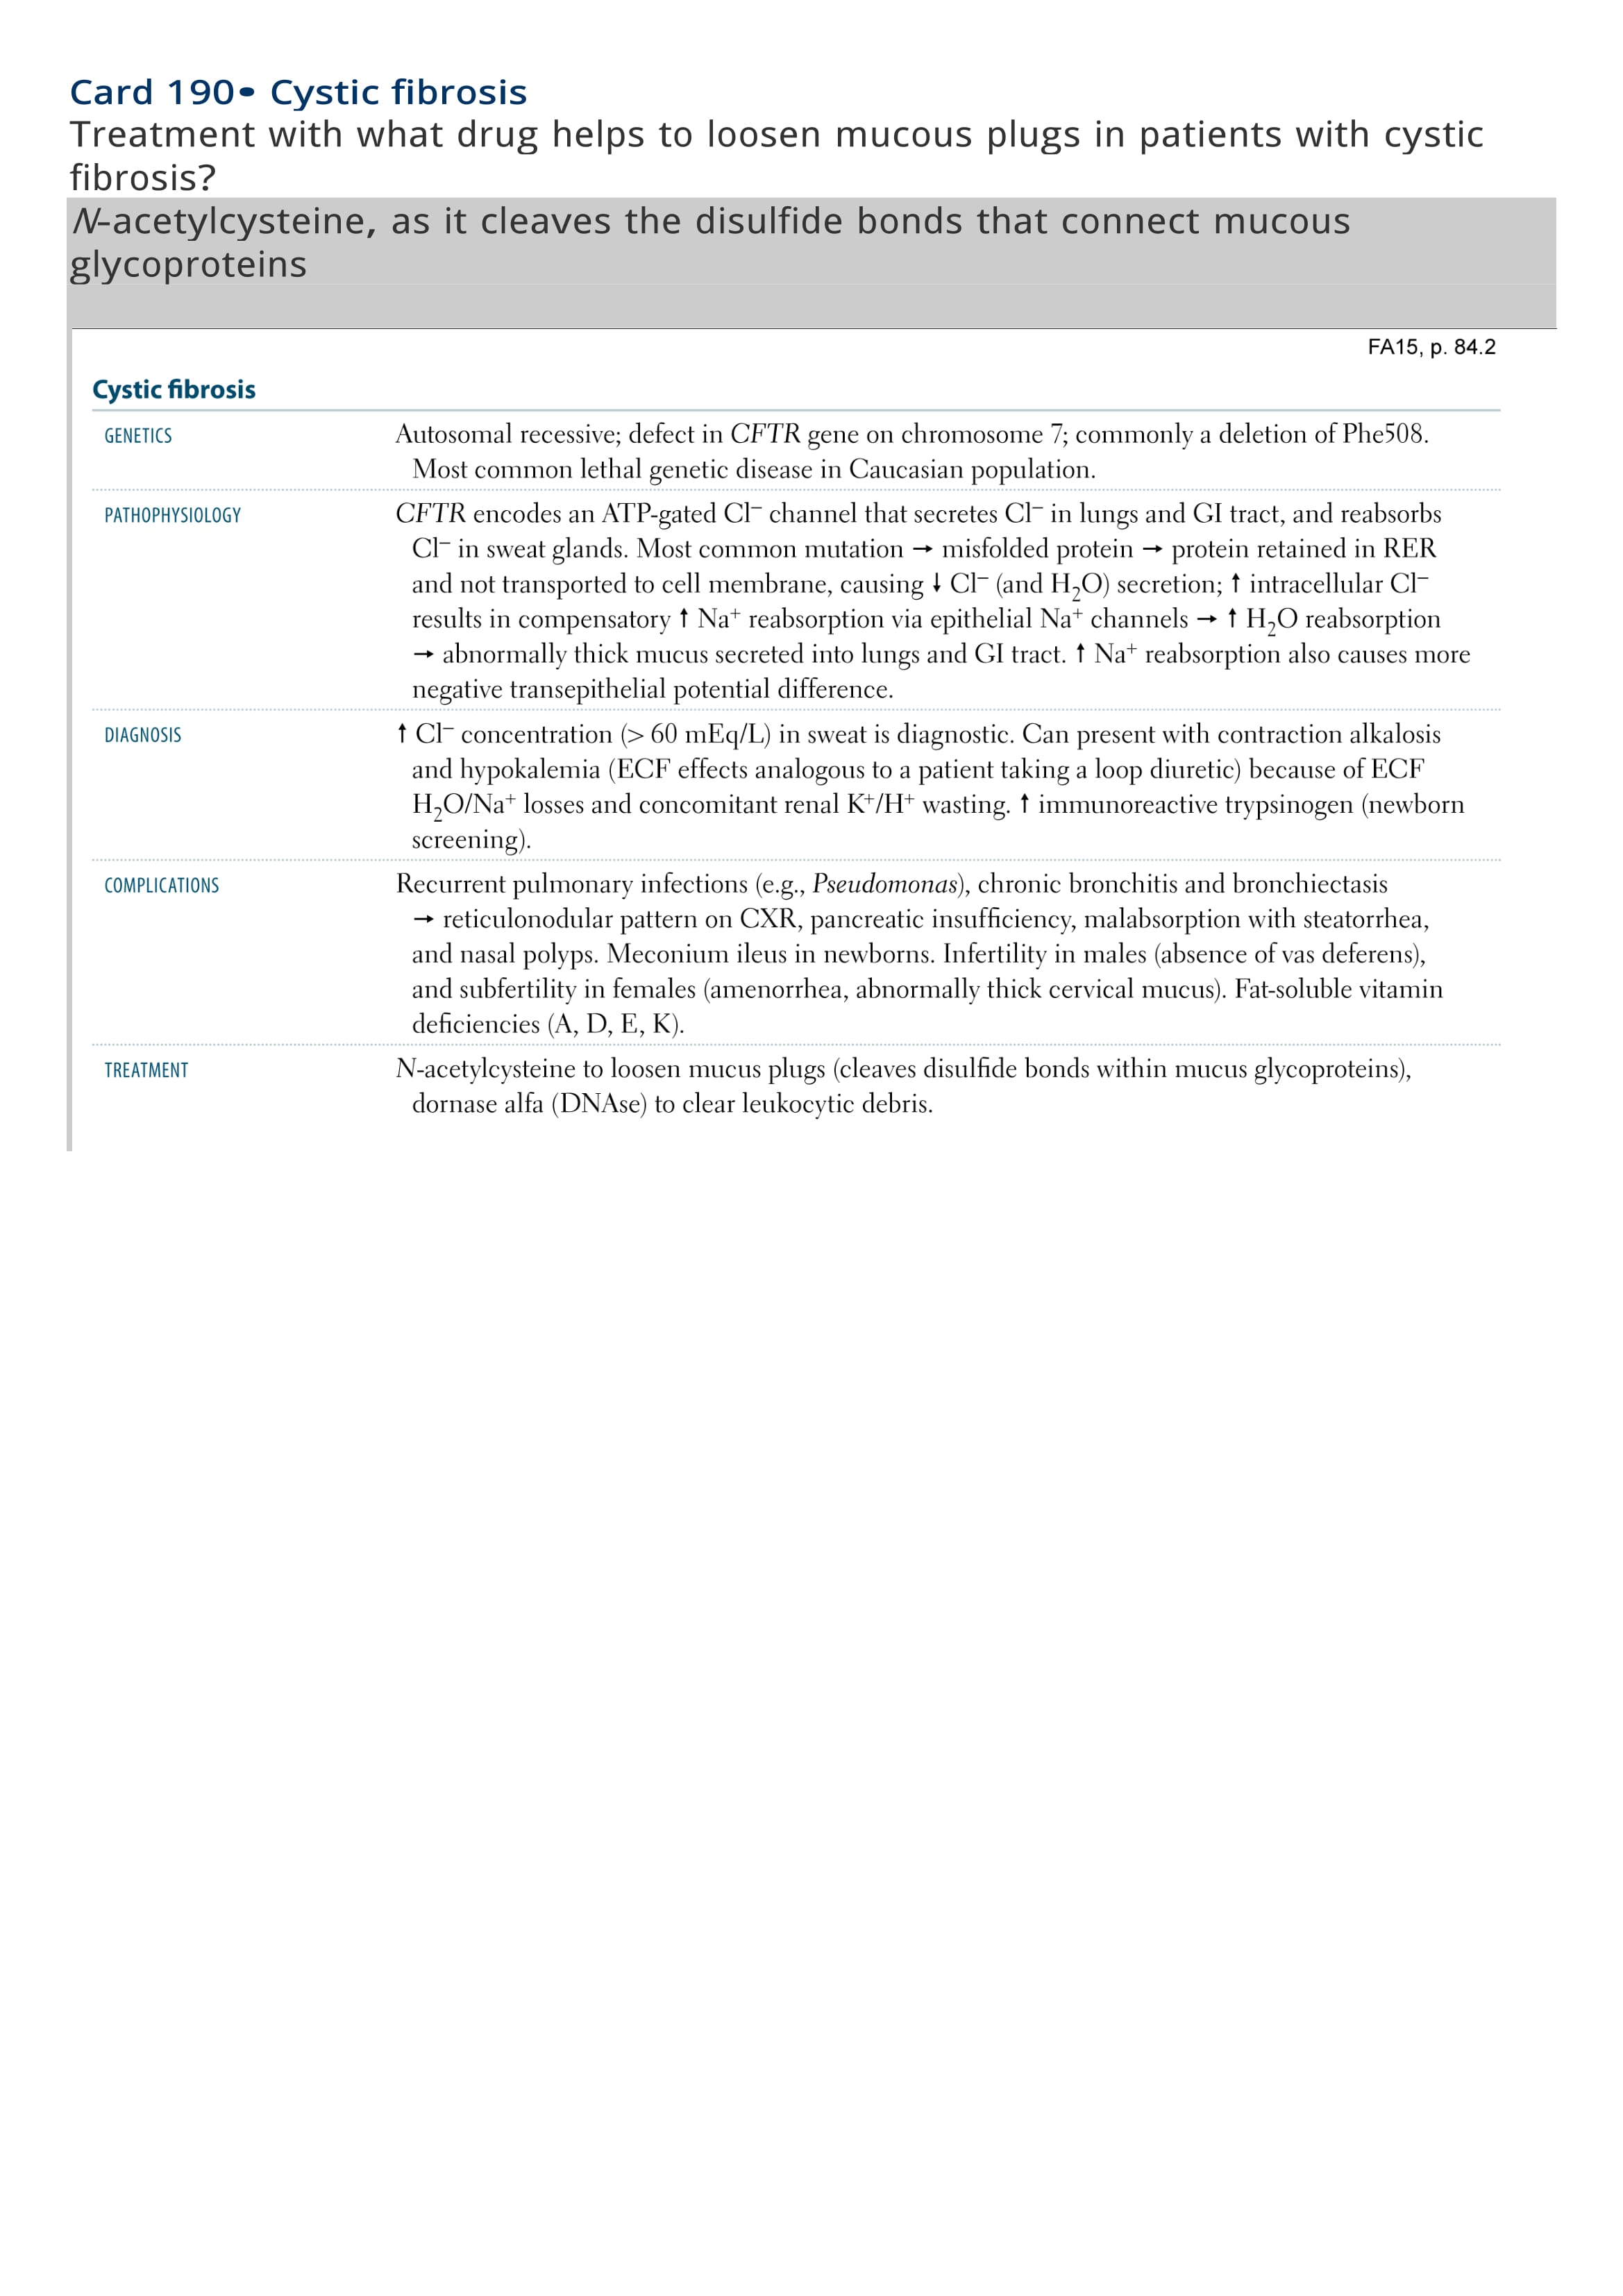 Card 190• Cystic fibrosis
Treatment with what drug helps to loosen mucous plugs in patients with cystic
fibrosis?
N-acetylcysteine, as it cleaves the disulfide bonds that connect mucous
glycoproteins
FA15, p. 84.2
Cystic fibrosis
GENETICS Autosomal recessive; defect in CFTR gene on chromosome 7; commonly a deletion of Phe508.
Most common lethal genetic disease in Caucasian population.
PATHOPHYSIOLOGY CFTR encodes an ATP-gated Cl⁻ channel that secretes Cl⁻ in lungs and GI tract, and reabsorbs
Cl⁻ in sweat glands. Most common mutation → misfolded protein → protein retained in RER
and not transported to cell membrane, causing ↓ Cl⁻ (and H₂O) secretion; ↑ intracellular Cl⁻
results in compensatory ↑ Na⁺ reabsorption via epithelial Na⁺ channels → ↑ H₂O reabsorption
→ abnormally thick mucus secreted into lungs and GI tract. ↑ Na⁺ reabsorption also causes more
negative transepithelial potential difference.
DIAGNOSIS ↑ Cl⁻ concentration (> 60 mEq/L) in sweat is diagnostic. Can present with contraction alkalosis
and hypokalemia (ECF effects analogous to a patient taking a loop diuretic) because of ECF
H₂O/Na⁺ losses and concomitant renal K⁺/H⁺ wasting. ↑ immunoreactive trypsinogen (newborn
screening).
COMPLICATIONS Recurrent pulmonary infections (e.g., Pseudomonas), chronic bronchitis and bronchiectasis
→ reticulonodular pattern on CXR, pancreatic insufficiency, malabsorption with steatorrhea,
and nasal polyps. Meconium ileus in newborns. Infertility in males (absence of vas deferens),
and subfertility in females (amenorrhea, abnormally thick cervical mucus). Fat-soluble vitamin
deficiencies (A, D, E, K).
TREATMENT N-acetylcysteine to loosen mucus plugs (cleaves disulfide bonds within mucus glycoproteins),
dornase alfa (DNAse) to clear leukocytic debris.